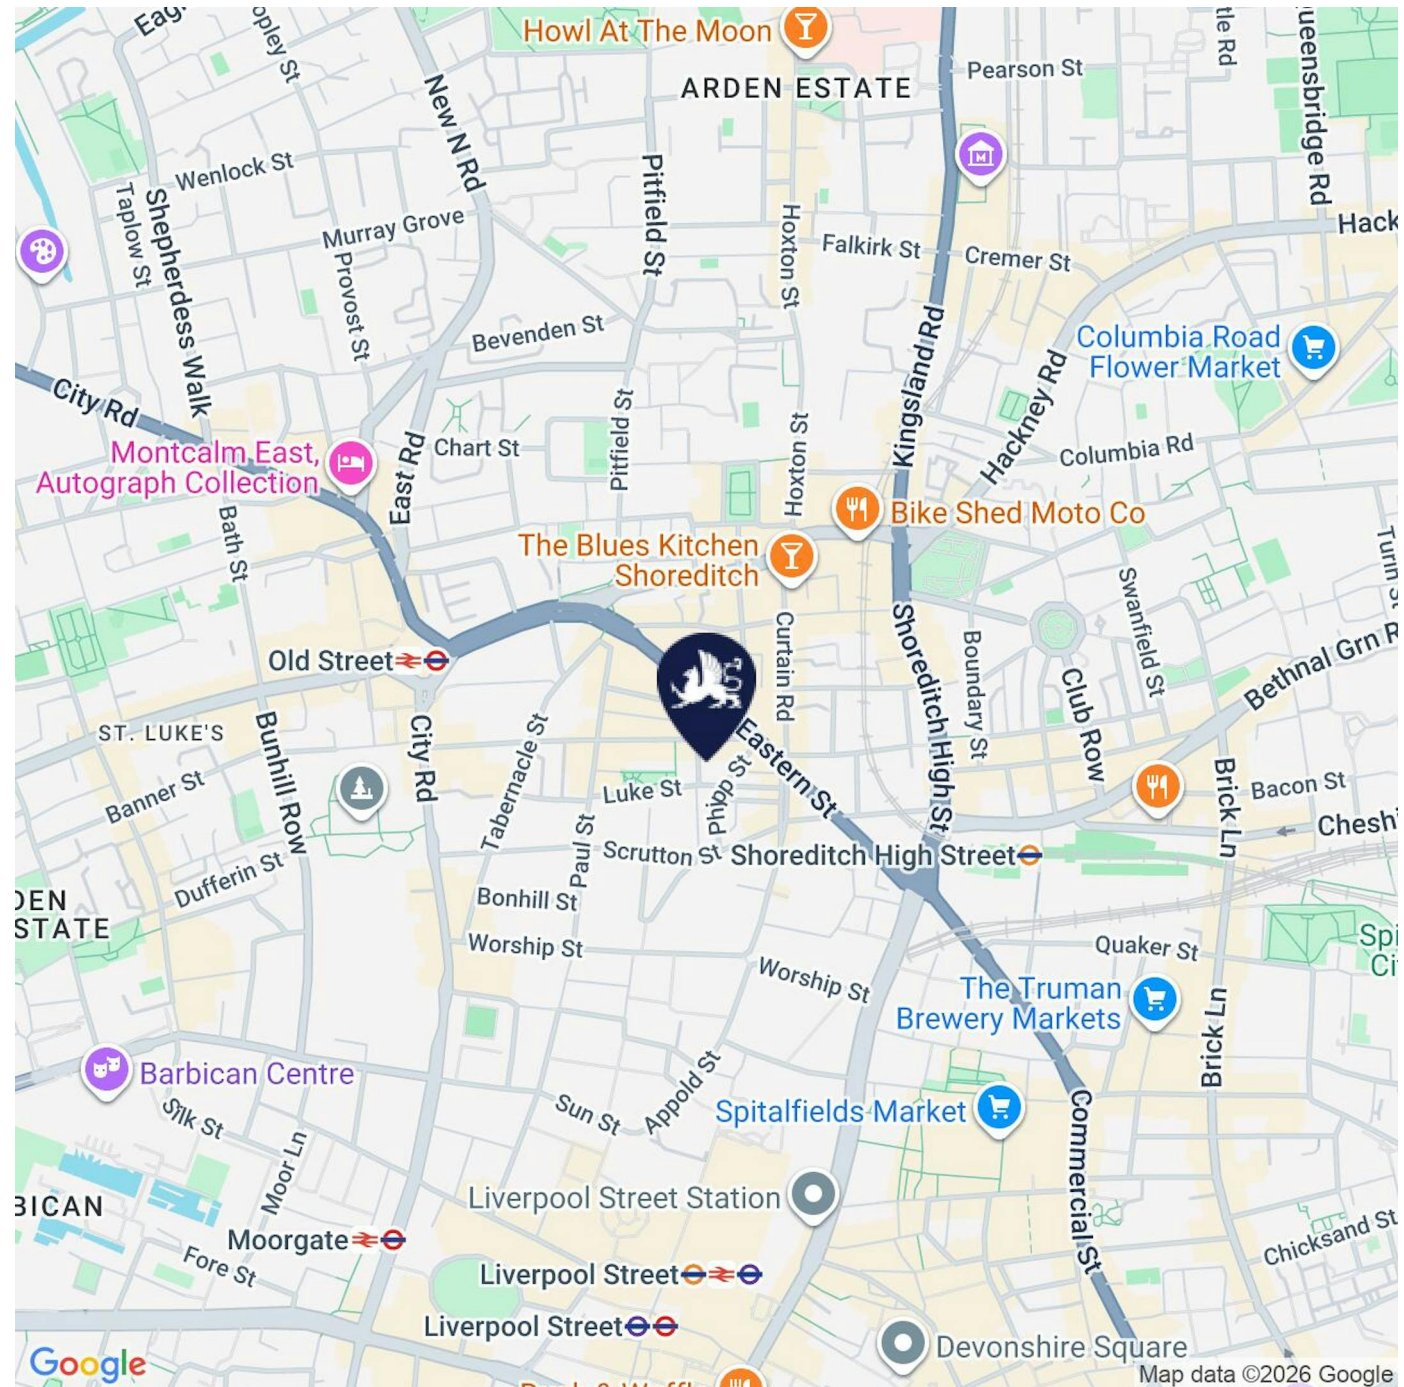 Howl At The Moon
ARDEN ESTATE
Pearson St
New N Rd
Pitfield St
Queensbridge Rd
Wenlock St
Taplow St
Shepherdess Walk
Murray Grove
Provost St
Hoxton St
Falkirk St
Cremer St
Hack
Bevenden St
Kingsland Rd
Columbia Road
Flower Market
City Rd
Hackney Rd
Pitfield St
Montcalm East,
Autograph Collection
East Rd
Chart St
Hoxton St
Columbia Rd
Bath St
Bike Shed Moto Co
The Blues Kitchen
Shoreditch
Swanfield St
Old Street
Curtain Rd
Shoreditch High St
Boundary St
Club Row
Bethnal Grn R
ST. LUKE'S
Bunhill Row
City Rd
Tabernacle St
Eastern St
Banner St
Luke St
Phipp St
Brick Ln
Bacon St
Cheshi
Paul St
Scrutton St
Shoreditch High Street
Dufferin St
DEN
STATE
Bonhill St
Worship St
Worship St
Quaker St
Spi
Ci
The Truman
Brewery Markets
Brick Ln
Barbican Centre
Silk St
Sun St
Appold St
Spitalfields Market
Commercial St
Moor Ln
BICAN
Liverpool Street Station
Moorgate
Fore St
Liverpool Street
Chicksand St
Liverpool Street
Devonshire Square
Google
Map data ©2026 Google